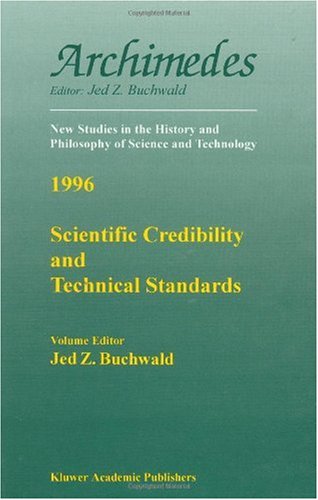 Archimedes
Editor: Jed Z. Buchwald
New Studies in the History and
Philosophy of Science and Technology
1996
Scientific Credibility
and
Technical Standards
Volume Editor
Jed Z. Buchwald
Kluwer Academic Publishers